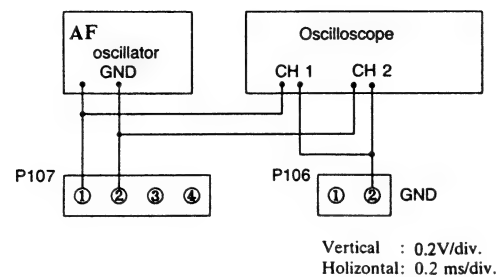 AF
oscillator
GND
Oscilloscope
CH 1 CH 2
P107
① ② ③ ④
P106
① ② GND
Vertical : 0.2V/div.
Holizontal: 0.2 ms/div.